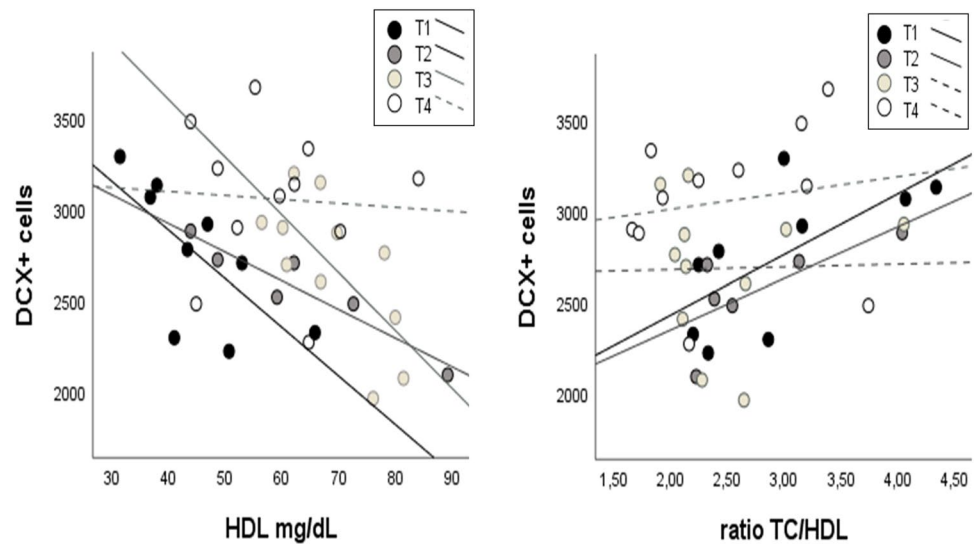 T1
T2
T3
T4
3500
3000
2500
2000
DCX+ cells
30 40 50 60 70 80 90
HDL mg/dL
T1
T2
T3
T4
3500
3000
2500
2000
DCX+ cells
1,50 2,00 2,50 3,00 3,50 4,00 4,50
ratio TC/HDL